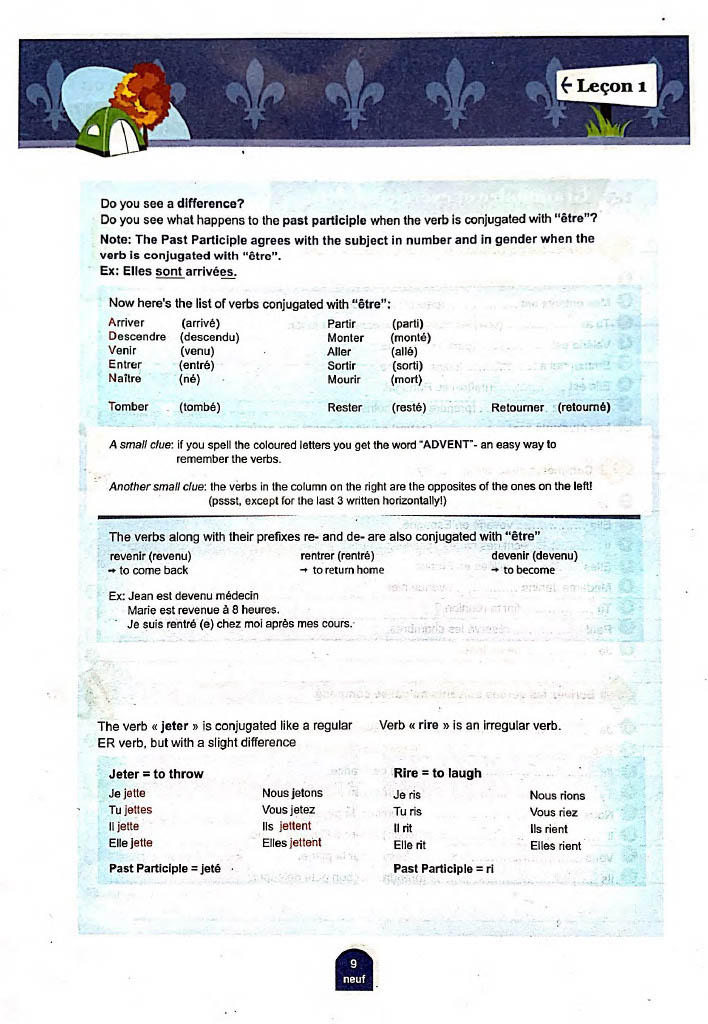 ← Leçon 1
Do you see a difference?
Do you see what happens to the past participle when the verb is conjugated with "être"?
Note: The Past Participle agrees with the subject in number and in gender when the
verb is conjugated with "être".
Ex: Elles sont arrivées.
Now here's the list of verbs conjugated with "être":
Arriver (arrivé) Partir (parti)
Descendre (descendu) Monter (monté)
Venir (venu) Aller (allé)
Entrer (entré) Sortir (sorti)
Naître (né) Mourir (mort)
Tomber (tombé) Rester (resté) Retourner (retourné)
A small clue: if you spell the coloured letters you get the word "ADVENT"- an easy way to
remember the verbs.
Another small clue: the verbs in the column on the right are the opposites of the ones on the left!
(pssst, except for the last 3 written horizontally!)
The verbs along with their prefixes re- and de- are also conjugated with "être"
revenir (revenu) rentrer (rentré) devenir (devenu)
→ to come back → to return home → to become
Ex: Jean est devenu médecin
Marie est revenue à 8 heures.
Je suis rentré (e) chez moi après mes cours.
The verb « jeter » is conjugated like a regular Verb « rire » is an irregular verb.
ER verb, but with a slight difference
Jeter = to throw Rire = to laugh
Je jette Nous jetons Je ris Nous rions
Tu jettes Vous jetez Tu ris Vous riez
Il jette Ils jettent Il rit Ils rient
Elle jette Elles jettent Elle rit Elles rient
Past Participle = jeté Past Participle = ri
9
neuf